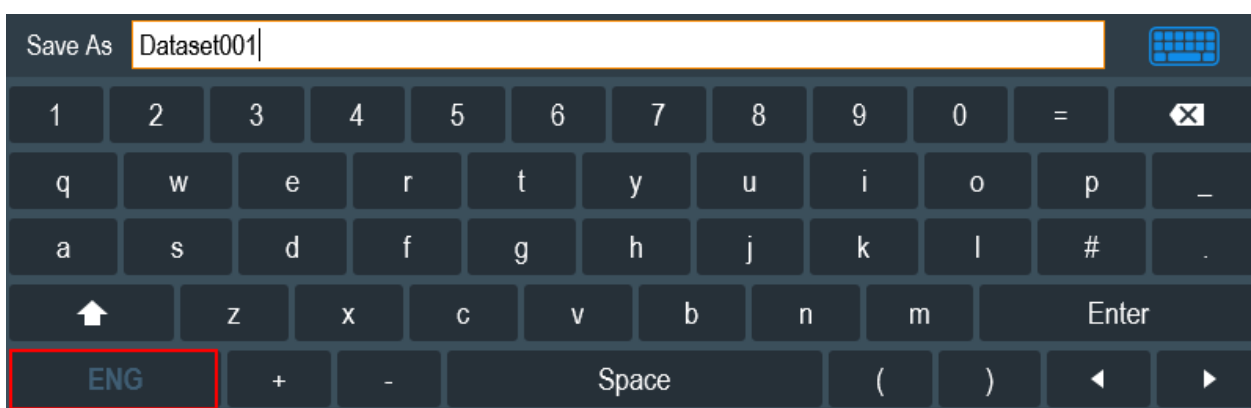 Save As Dataset001
1 2 3 4 5 6 7 8 9 0 =
q w e r t y u i o p _
a s d f g h j k l # .
z x c v b n m Enter
ENG + - Space ( )